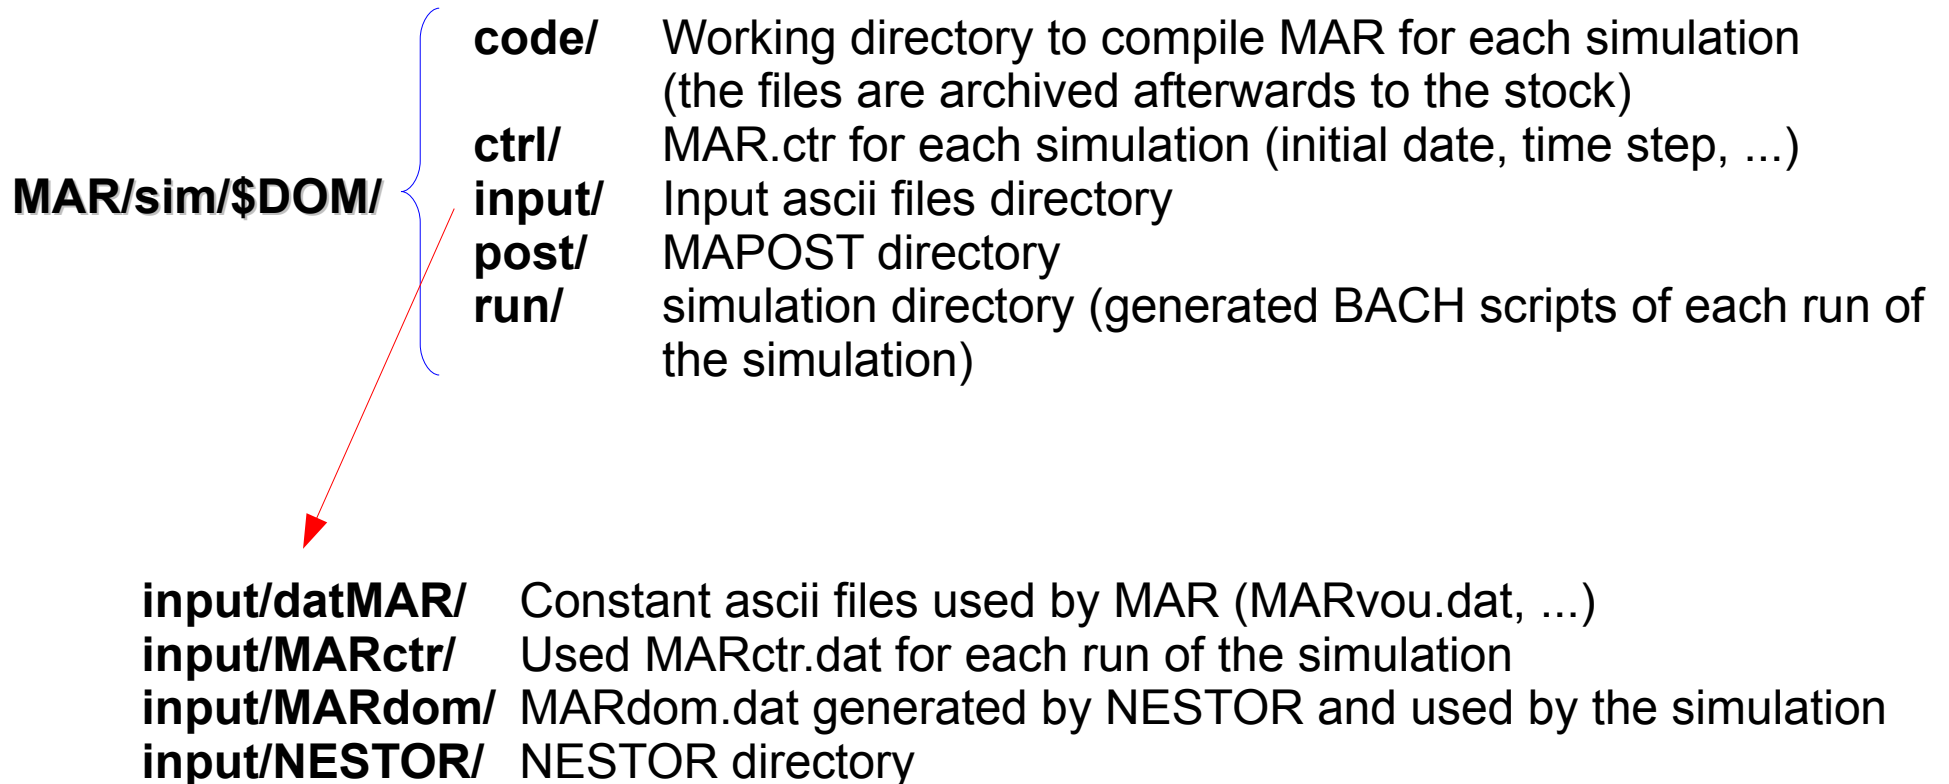 code/ Working directory to compile MAR for each simulation
(the files are archived afterwards to the stock)
ctrl/ MAR.ctr for each simulation (initial date, time step, ...)
MAR/sim/$DOM/
input/ Input ascii files directory
post/ MAPOST directory
run/ simulation directory (generated BACH scripts of each run of
the simulation)
input/datMAR/ Constant ascii files used by MAR (MARvou.dat, ...)
input/MARctr/ Used MARctr.dat for each run of the simulation
input/MARdom/ MARdom.dat generated by NESTOR and used by the simulation
input/NESTOR/ NESTOR directory